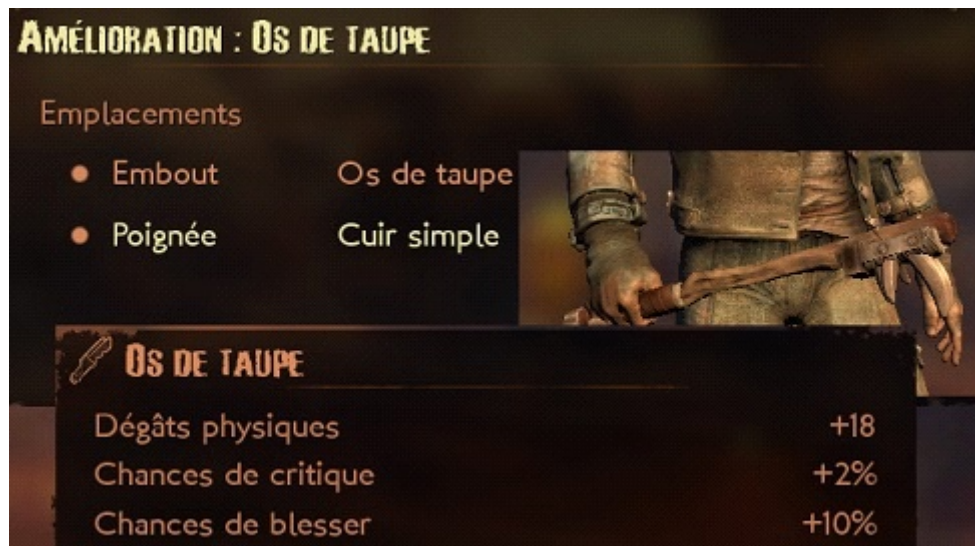 Amélioration : Os de taupe
Emplacements
Embout Os de taupe
Poignée Cuir simple
Os de taupe
Dégâts physiques +18
Chances de critique +2%
Chances de blesser +10%